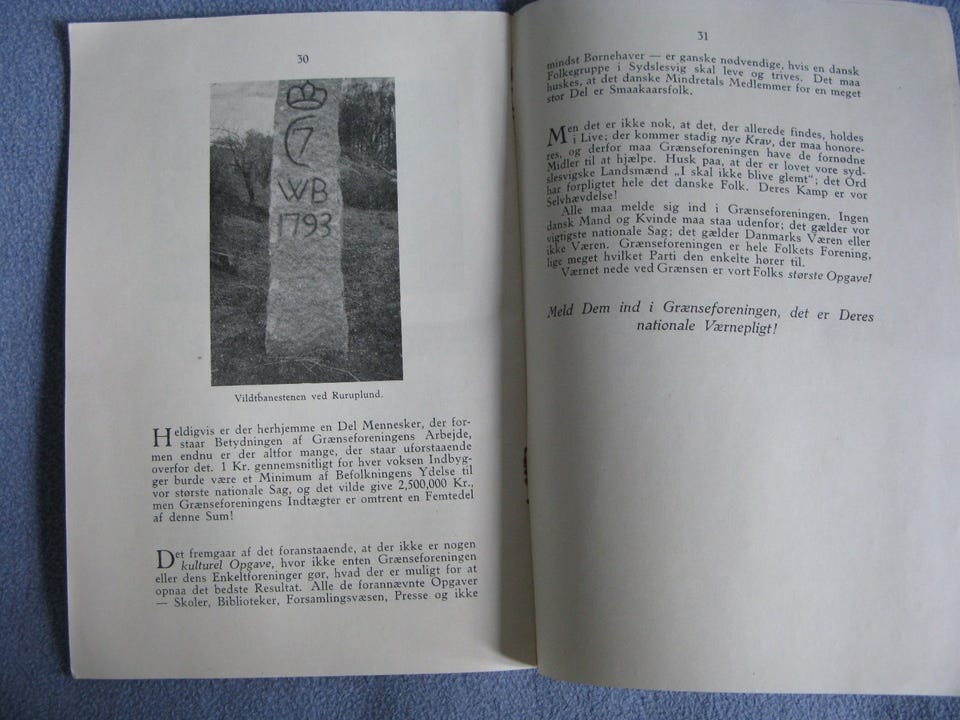 30
C7
WB
1793
Vildtbanestenen ved Ruruplund.
Heldigvis er der herhjemme en Del Mennesker, der for-
staar Betydningen af Grænseforeningens Arbejde,
men endnu er der altfor mange, der staar uforstaaende
overfor det. 1 Kr. gennemsnitligt for hver voksen Indbyg-
ger burde være et Minimum af Befolkningens Ydelse til
vor største nationale Sag, og det vilde give 2,500,000 Kr.,
men Grænseforeningens Indtægter er omtrent en Femtedel
af denne Sum!
Det fremgaar af det foranstaaende, at der ikke er nogen
kulturel Opgave, hvor ikke enten Grænseforeningen
eller dens Enkeltforeninger gør, hvad der er muligt for at
opnaa det bedste Resultat. Alle de forannævnte Opgaver
— Skoler, Biblioteker, Forsamlingsvæsen, Presse og ikke
31
mindst Børnehaver — er ganske nødvendige, hvis en dansk
Folkegruppe i Sydslesvig skal leve og trives. Det maa
huskes, at det danske Mindretals Medlemmer for en meget
stor Del er Smaakaarsfolk.
Men det er ikke nok, at det, der allerede findes, holdes
i Live; der kommer stadig nye Krav, der maa honore-
res, og derfor maa Grænseforeningen have de fornødne
Midler til at hjælpe. Husk paa, at der er lovet vore syd-
slesvigske Landsmænd „I skal ikke blive glemt“; det Ord
har forpligtet hele det danske Folk. Deres Kamp er vor
Selvhævdelse!
Alle maa melde sig ind i Grænseforeningen. Ingen
dansk Mand og Kvinde maa staa udenfor; det gælder vor
vigtigste nationale Sag; det gælder Danmarks Væren eller
ikke Væren. Grænseforeningen er hele Folkets Forening,
lige meget hvilket Parti den enkelte hører til.
Værnet nede ved Grænsen er vort Folks største Opgave!
Meld Dem ind i Grænseforeningen, det er Deres
nationale Værnepligt!